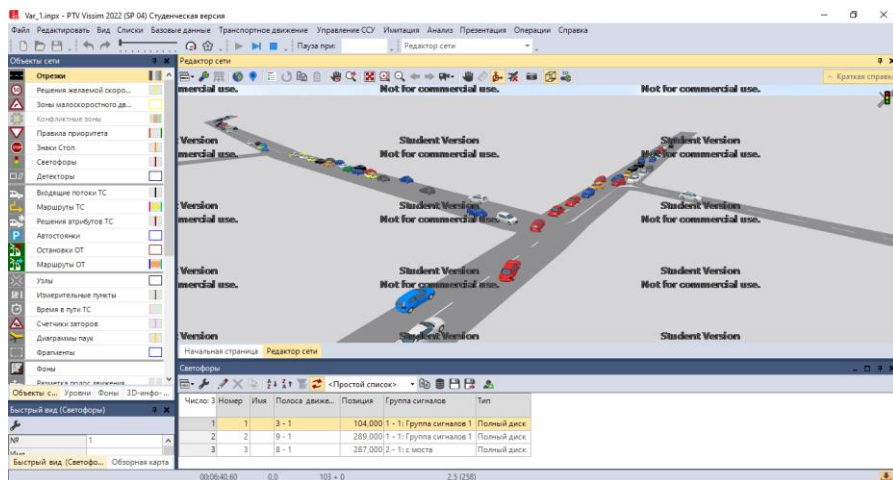 Var_1.inpx - PTV Vissim 2022 (SP 04) Студенческая версия
Файл Редактировать Вид Списки Базовые данные Транспортное движение Управление ССУ Имитация Анализ Презентация Операции Справка
Пауза при: Редактор сети
Объекты сети
Редактор сети
Отрезки
Решения желаемой скоро...
Зоны малоскоростного дв...
Конфликтные зоны
Правила приоритета
Знаки Стоп
Светофоры
Детекторы
Входящие потоки ТС
Маршруты ТС
Решения атрибутов ТС
Автостоянки
Остановки ОТ
Маршруты ОТ
Узлы
Измерительные пункты
Время в пути ТС
Счетчики заторов
Диаграммы паук
Фрагменты
Фоны
Разметка полос движения
Объекты с... Уровни Фоны 3D-инфо-...
Быстрый вид (Светофоры)
№ 1
Быстрый вид (Светофо... Обзорная карта
Краткая справка
mercial use. Not for commercial use. Not for commercial use.
Version Student Version Student Version
mercial use. Not for commercial use. Not for commercial use.
Version Student Version Student Version
mercial use. Not for commercial use. Not for commercial use.
Version Student Version Student Version
mercial use. Not for commercial use. Not for commercial use.
Version Student Version Student Version
Начальная страница Редактор сети
Светофоры
<Простой список>
Число: 3 Номер Имя Полоса движе... Позиция Группа сигналов Тип
1 1 3 - 1 104,000 1 - 1: Группа сигналов 1 Полный диск
2 2 9 - 1 289,000 1 - 1: Группа сигналов 1 Полный диск
3 3 8 - 1 287,000 2 - 1: с моста Полный диск
00:06:40.60 0.0 103 + 0 2.5 (258)